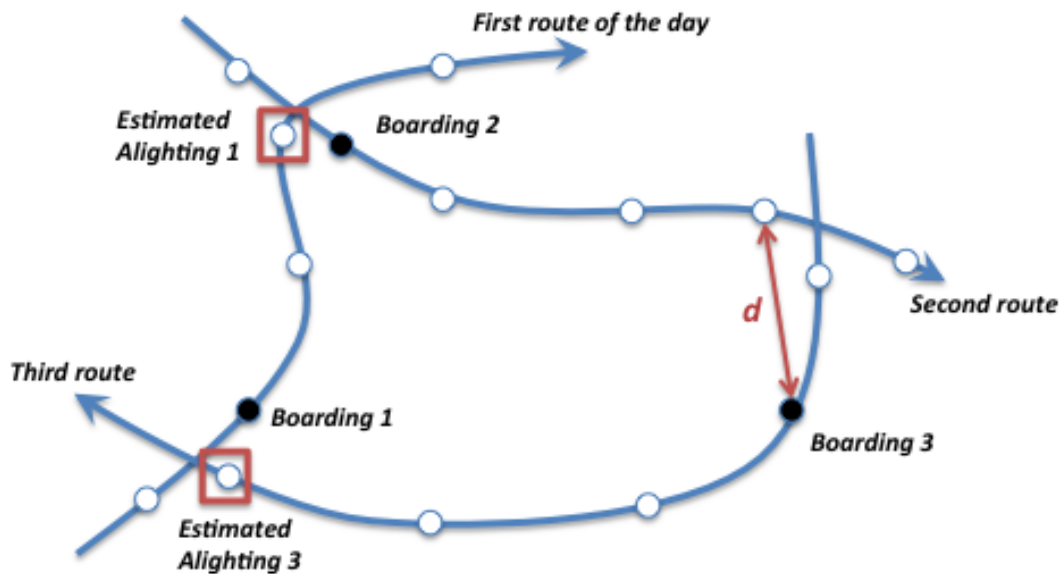 First route of the day
Estimated
Alighting 1
Boarding 2
d
Second route
Third route
Boarding 1
Boarding 3
Estimated
Alighting 3